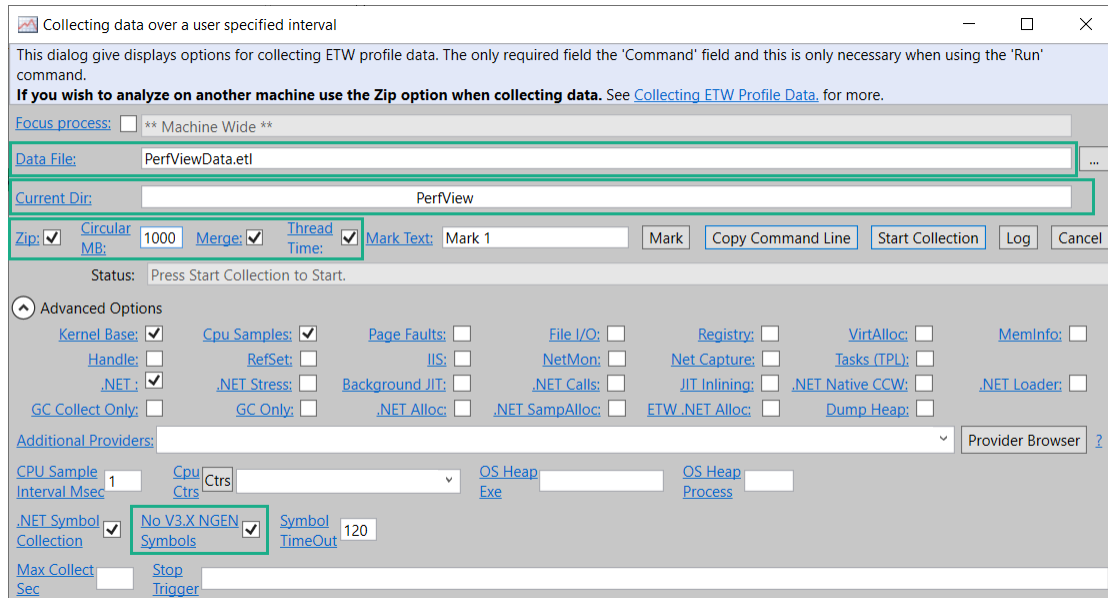 Collecting data over a user specified interval
This dialog give displays options for collecting ETW profile data. The only required field the 'Command' field and this is only necessary when using the 'Run'
command.
If you wish to analyze on another machine use the Zip option when collecting data. See Collecting ETW Profile Data. for more.
Focus process: ** Machine Wide **
Data File: PerfViewData.etl ...
Current Dir: PerfView
Zip: Circular MB: 1000 Merge: Thread Time: Mark Text: Mark 1 Mark Copy Command Line Start Collection Log Cancel
Status: Press Start Collection to Start.
Advanced Options
Kernel Base: Cpu Samples: Page Faults: File I/O: Registry: VirtAlloc: MemInfo:
Handle: RefSet: IIS: NetMon: Net Capture: Tasks (TPL):
.NET : .NET Stress: Background JIT: .NET Calls: JIT Inlining: .NET Native CCW: .NET Loader:
GC Collect Only: GC Only: .NET Alloc: .NET SampAlloc: ETW .NET Alloc: Dump Heap:
Additional Providers: Provider Browser ?
CPU Sample Interval Msec 1 Cpu Ctrs Ctrs OS Heap Exe OS Heap Process
.NET Symbol Collection No V3.X NGEN Symbols Symbol TimeOut 120
Max Collect Sec Stop Trigger